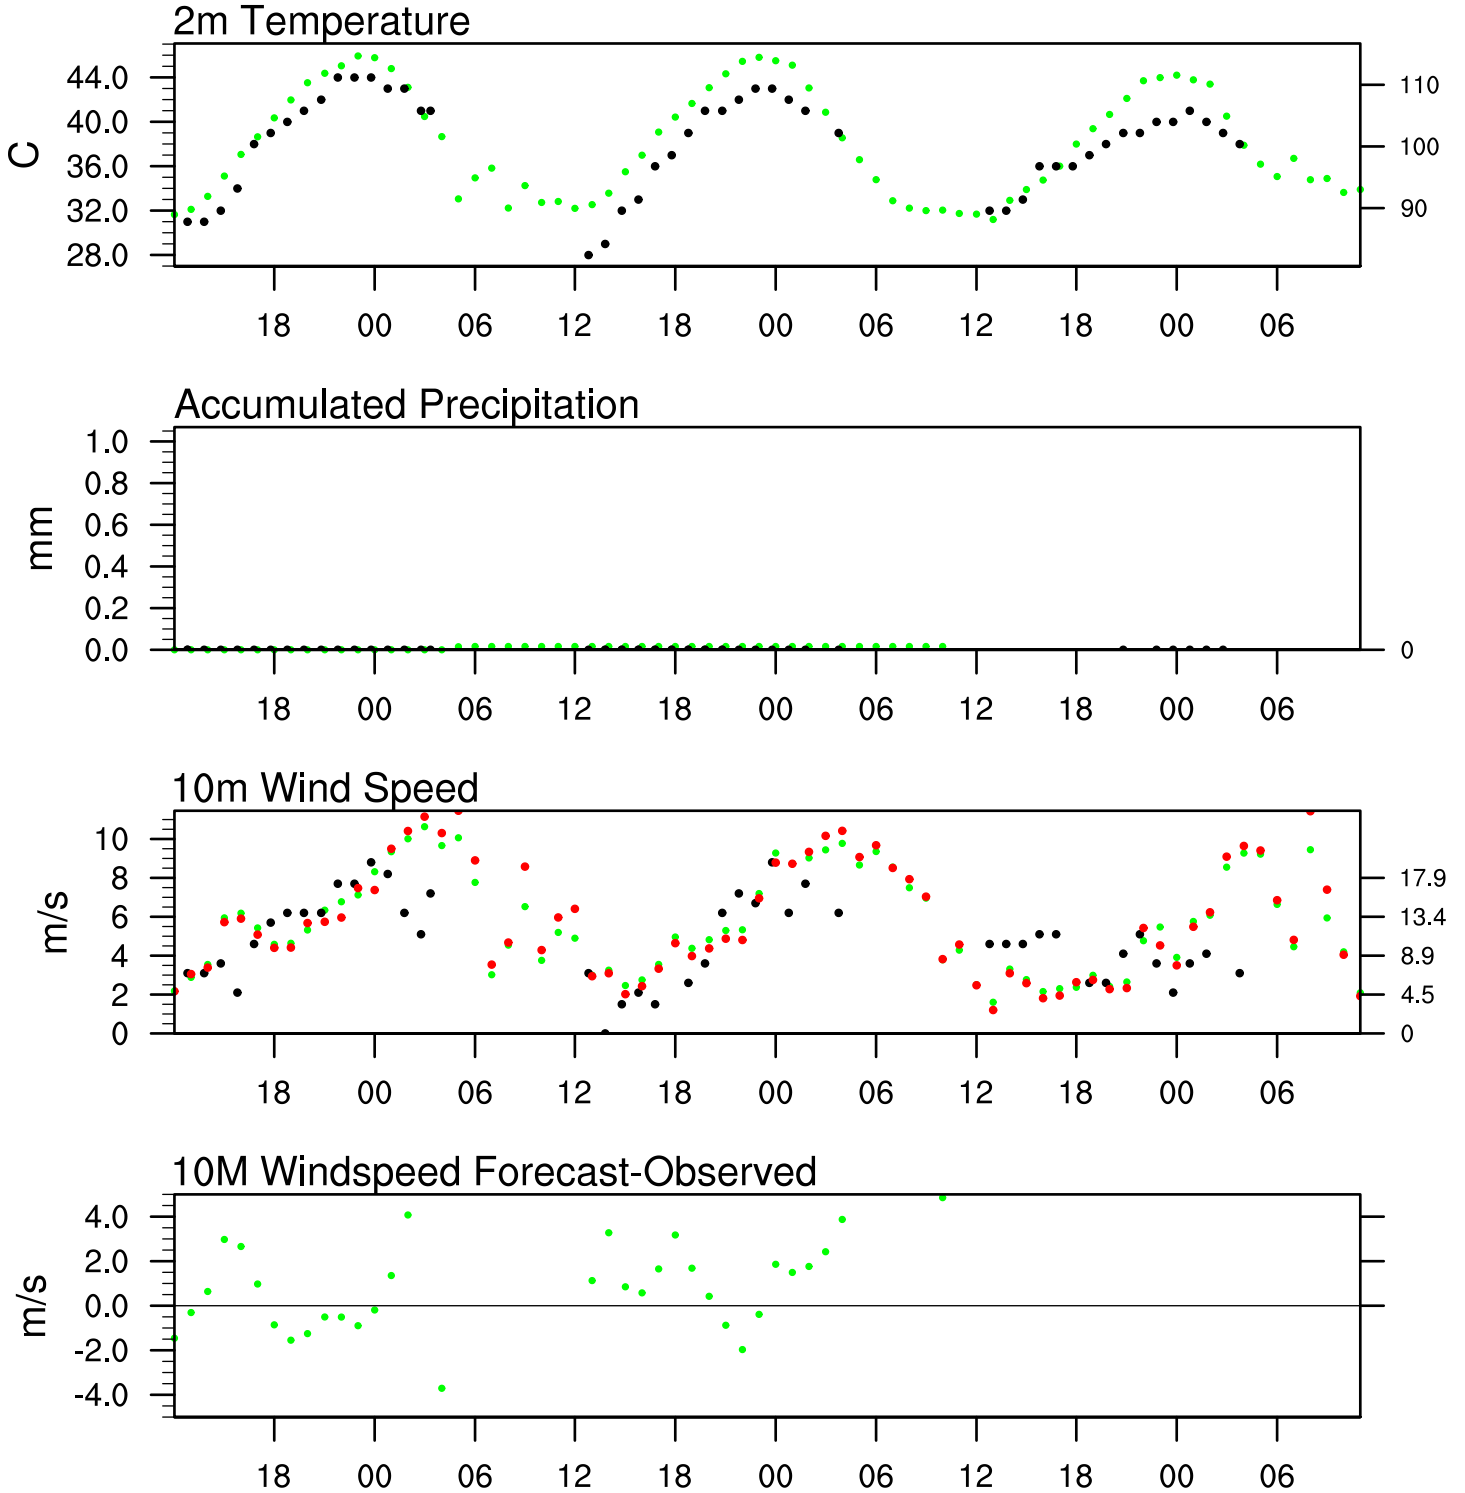 2m Temperature
44.0
40.0
36.0
32.0
28.0
C
110
100
90
18 00 06 12 18 00 06 12 18 00 06
Accumulated Precipitation
1.0
0.8
0.6
0.4
0.2
0.0
mm
0
18 00 06 12 18 00 06 12 18 00 06
10m Wind Speed
10
8
6
4
2
0
m/s
17.9
13.4
8.9
4.5
0
18 00 06 12 18 00 06 12 18 00 06
10M Windspeed Forecast-Observed
4.0
2.0
0.0
-2.0
-4.0
m/s
18 00 06 12 18 00 06 12 18 00 06